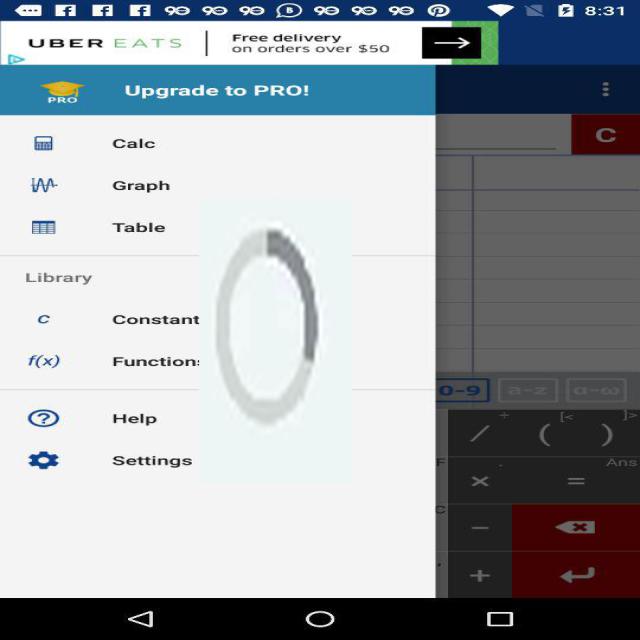 8:31
UBER EATS
Free delivery
on orders over $50
PRO
Upgrade to PRO!
C
Calc
Graph
Table
Library
c Constant
f(x) Function
Help
Settings
0-9 a-z α-ω
/ + ( [< ) ]>
F × = Ans
C −
+